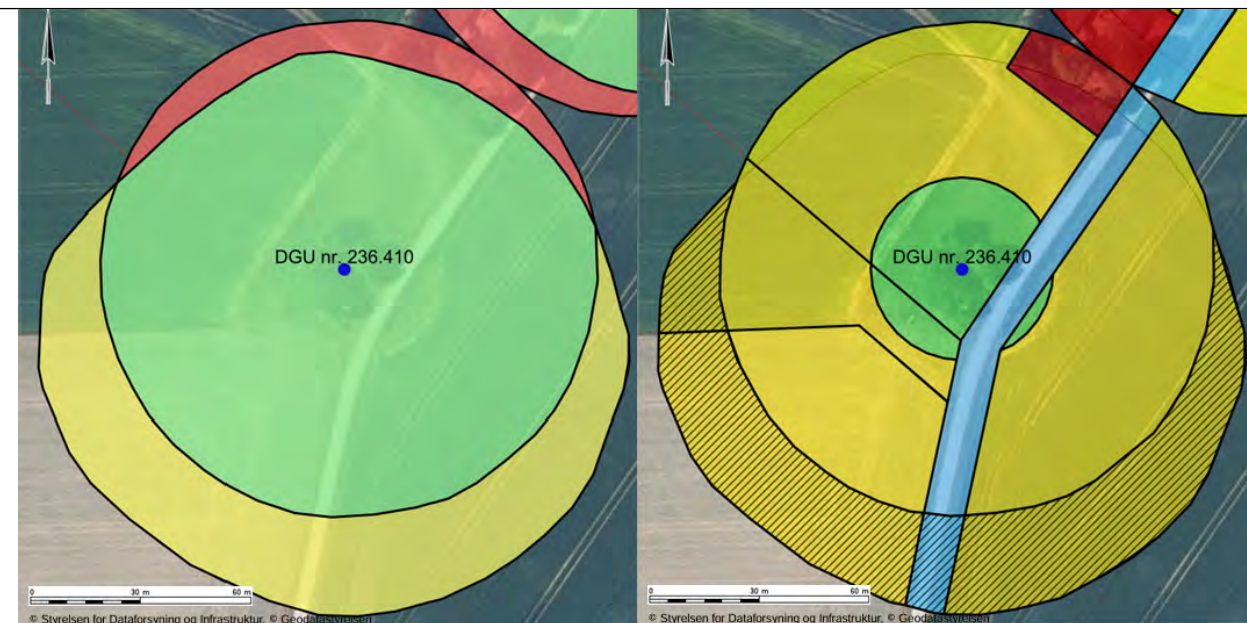 DGU nr. 236.410
0 30 m 60 m
© Styrelsen for Dataforsyning og Infrastruktur, © Geodatastyrelsen
DGU nr. 236.410
0 30 m 60 m
© Styrelsen for Dataforsyning og Infrastruktur, © Geodatastyrelsen